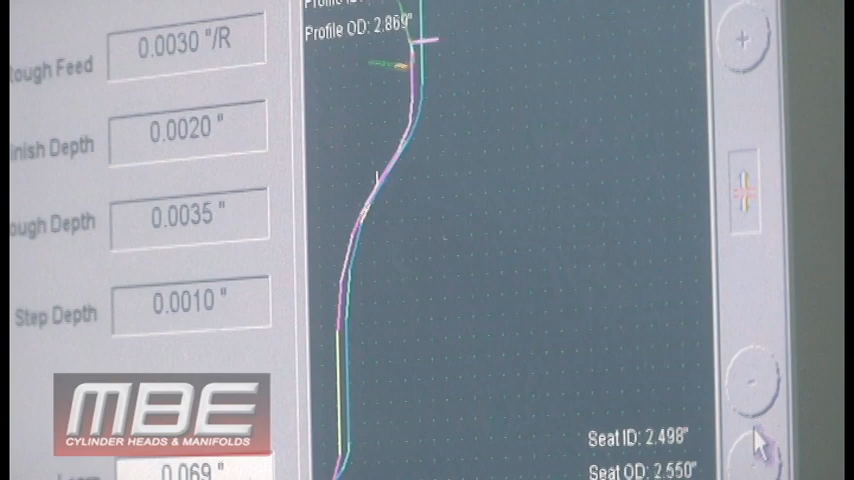 Profile OD: 2.869"
0.0030 "/R
Rough Feed
0.0020 "
Finish Depth
0.0035 "
Rough Depth
0.0010 "
Step Depth
MBE
CYLINDER HEADS & MANIFOLDS
0.069 "
Seat ID: 2.498"
Seat OD: 2.550"